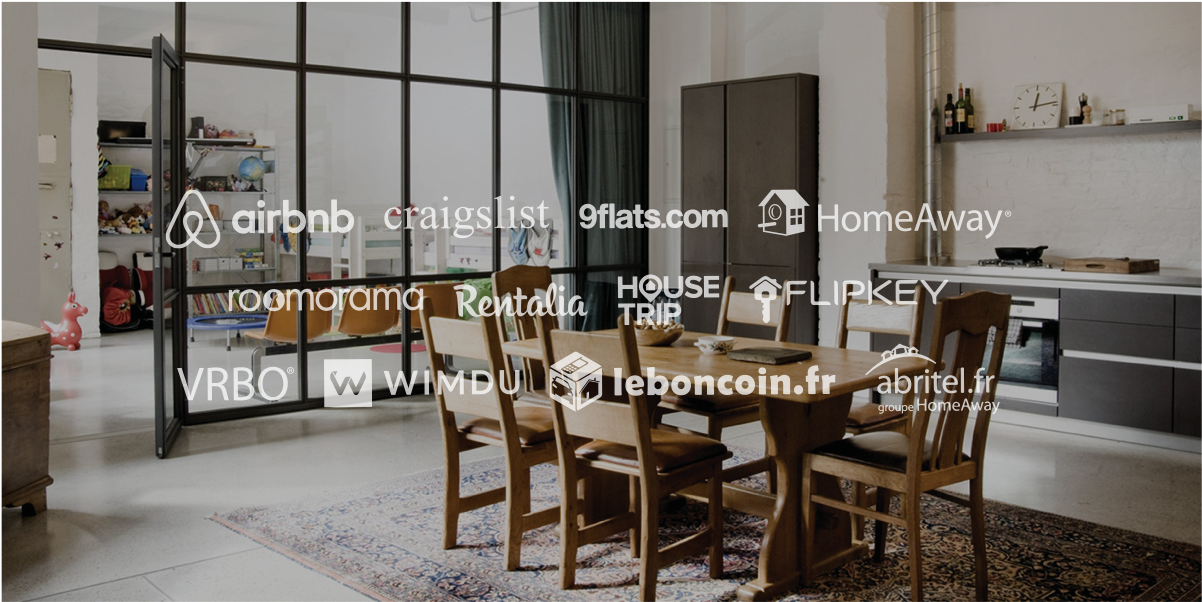 airbnb craigslist 9flats.com HomeAway®
roomorama Rentalia HOUSE TRIP FLIPKEY
VRBO® WIMDU leboncoin.fr abritel.fr
groupe HomeAway